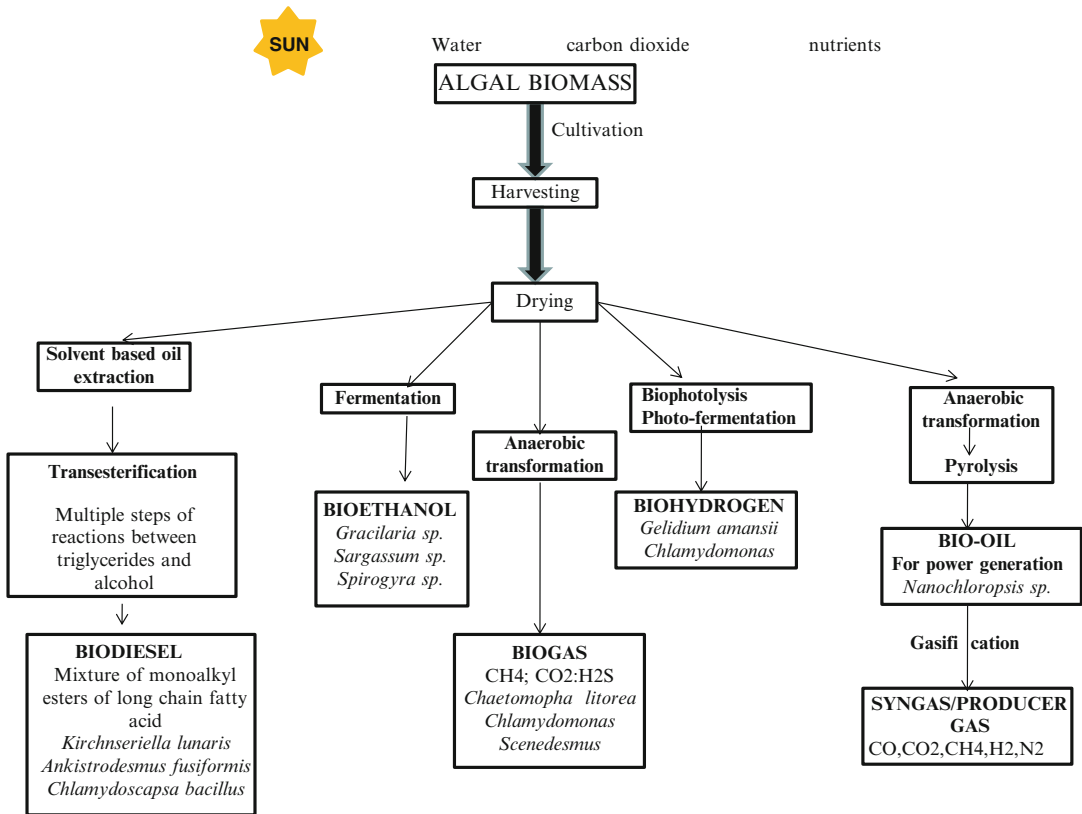 SUN
Water carbon dioxide nutrients
ALGAL BIOMASS
Cultivation
Harvesting
Drying
Solvent based oil
extraction
Transesterification
Multiple steps of
reactions between
triglycerides and
alcohol
BIODIESEL
Mixture of monoalkyl
esters of long chain fatty
acid
Kirchnseriella lunaris
Ankistrodesmus fusiformis
Chlamydoscapsa bacillus
Fermentation
BIOETHANOL
Gracilaria sp.
Sargassum sp.
Spirogyra sp.
Anaerobic
transformation
BIOGAS
CH4; CO2:H2S
Chaetomopha litorea
Chlamydomonas
Scenedesmus
Biophotolysis
Photo-fermentation
BIOHYDROGEN
Gelidium amansii
Chlamydomonas
Anaerobic
transformation
Pyrolysis
BIO-OIL
For power generation
Nanochloropsis sp.
Gasifi cation
SYNGAS/PRODUCER
GAS
CO,CO2,CH4,H2,N2